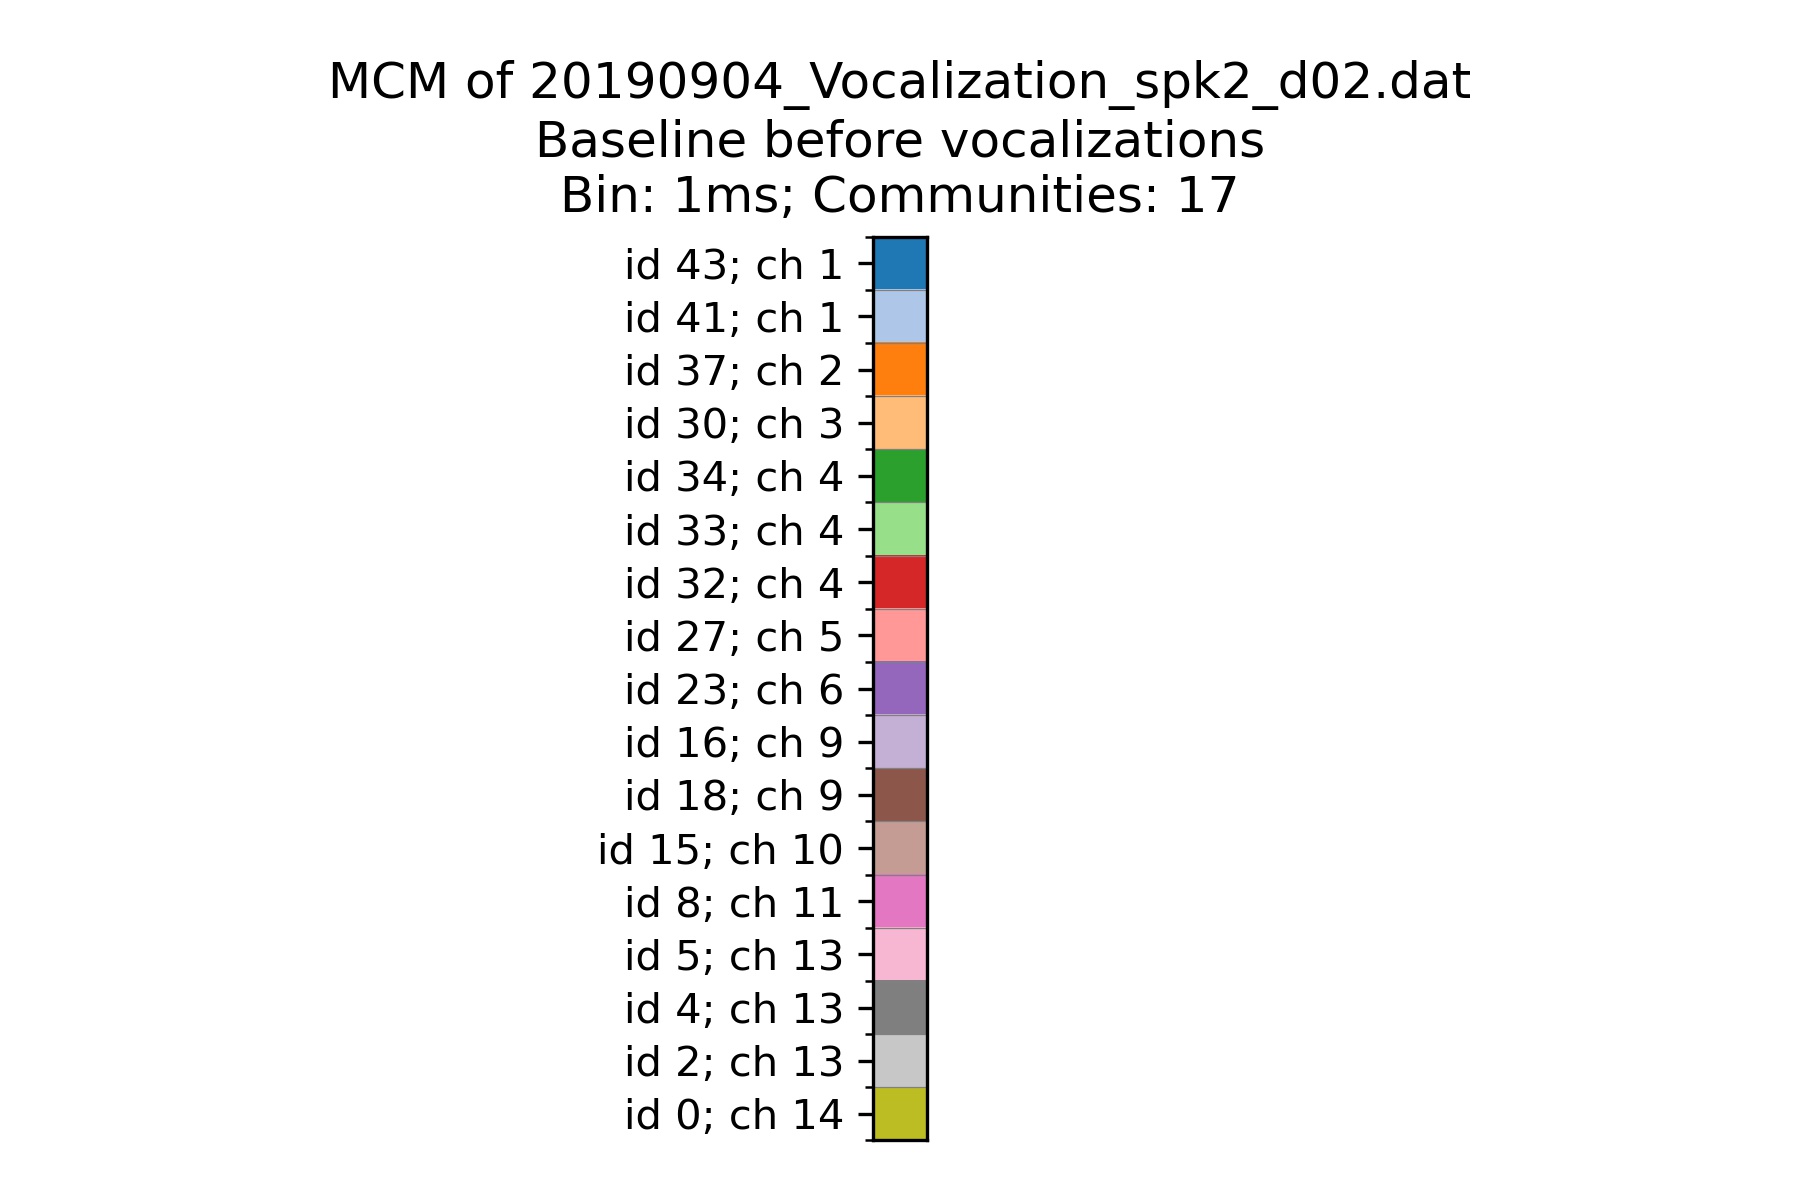 MCM of 20190904_Vocalization_spk2_d02.dat
Baseline before vocalizations
Bin: 1ms; Communities: 17
id 43; ch 1
id 41; ch 1
id 37; ch 2
id 30; ch 3
id 34; ch 4
id 33; ch 4
id 32; ch 4
id 27; ch 5
id 23; ch 6
id 16; ch 9
id 18; ch 9
id 15; ch 10
id 8; ch 11
id 5; ch 13
id 4; ch 13
id 2; ch 13
id 0; ch 14